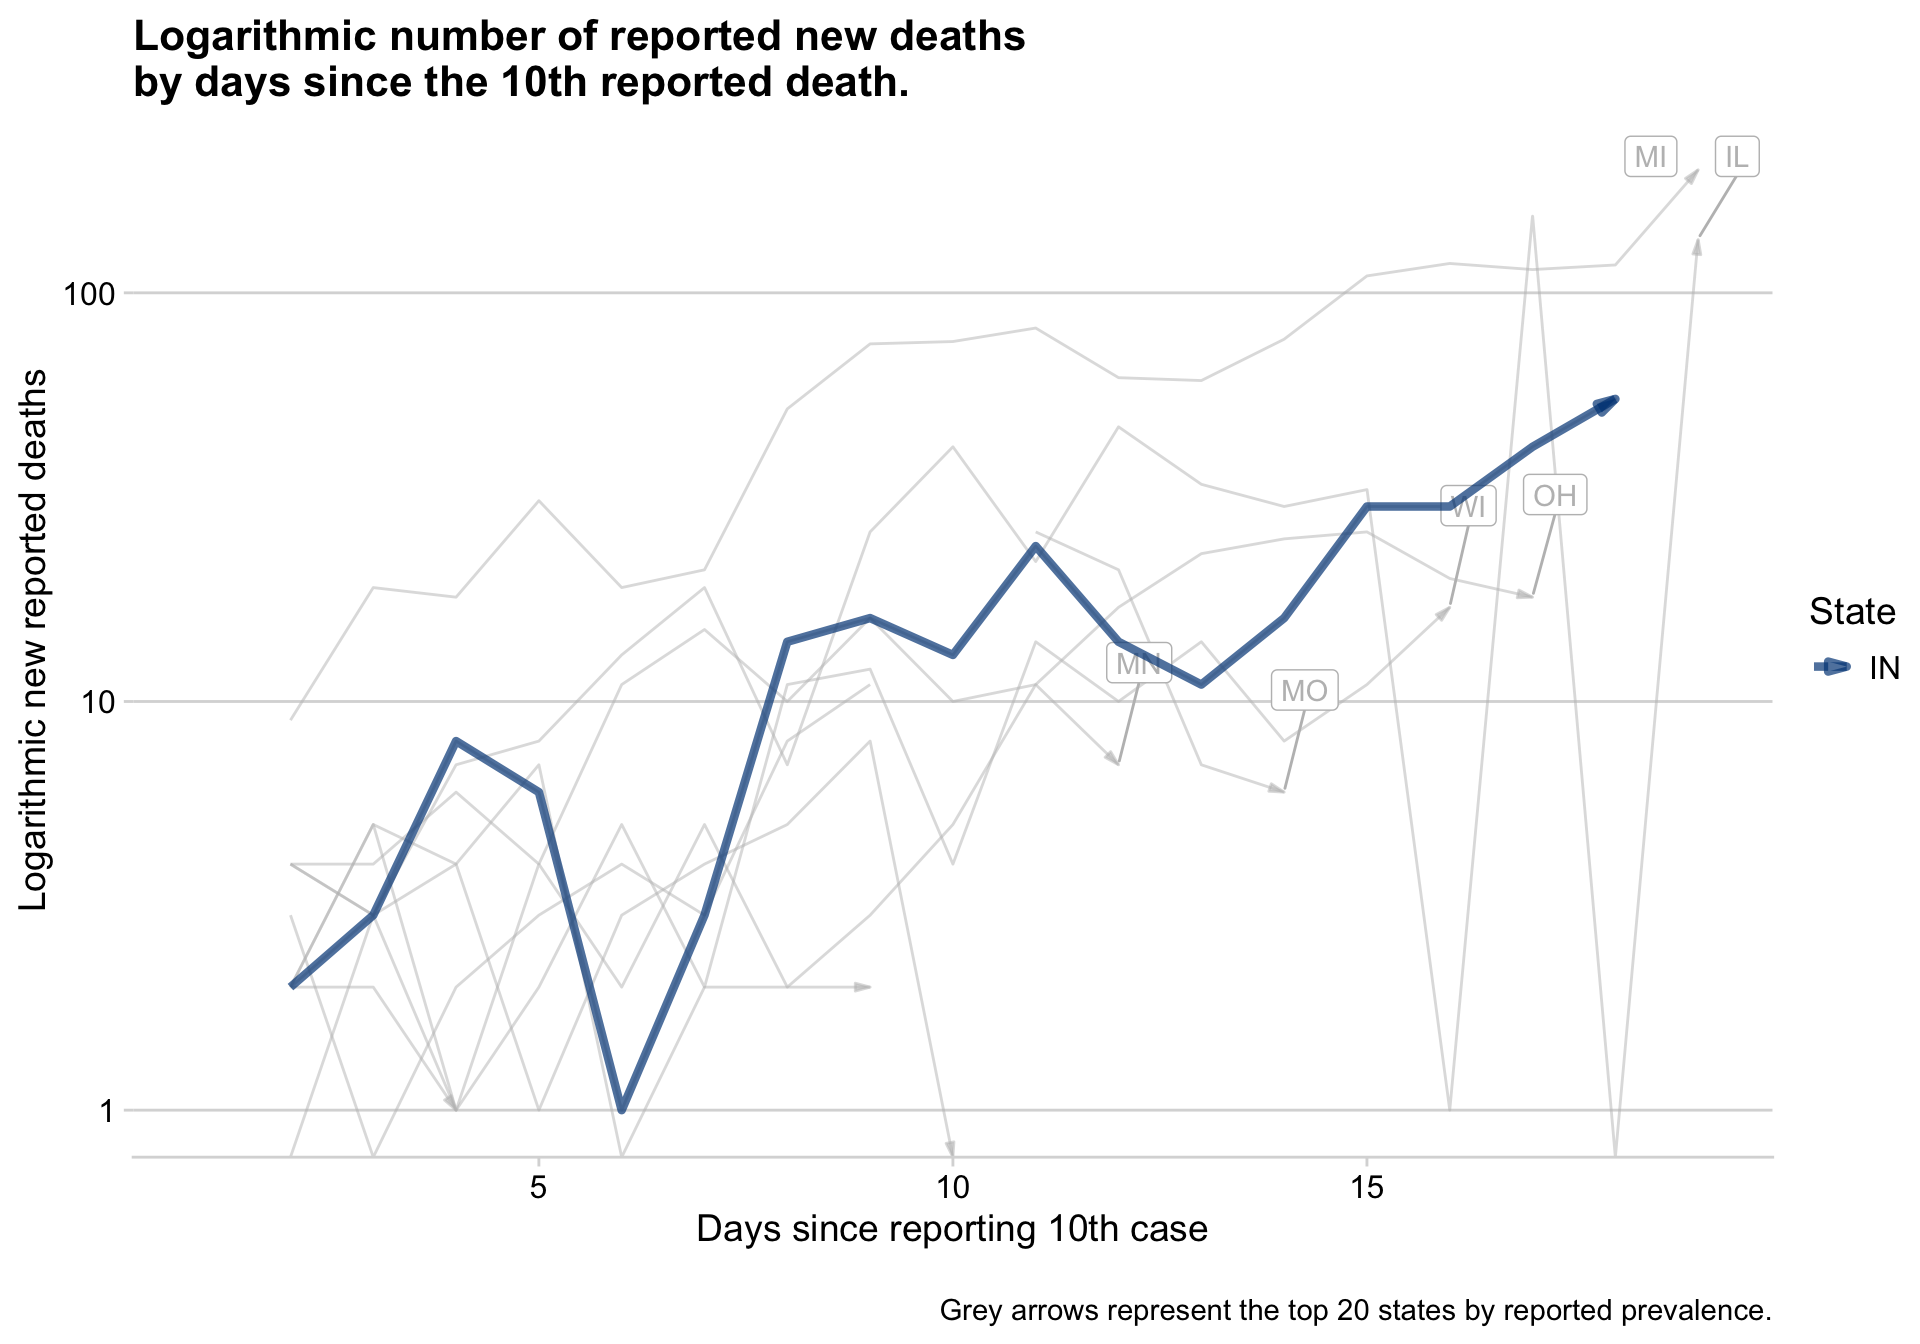 Logarithmic number of reported new deaths
by days since the 10th reported death.
MI
IL
100
WI
OH
MN
MO
10
1
5
10
15
Logarithmic new reported deaths
Days since reporting 10th case
State
IN
Grey arrows represent the top 20 states by reported prevalence.